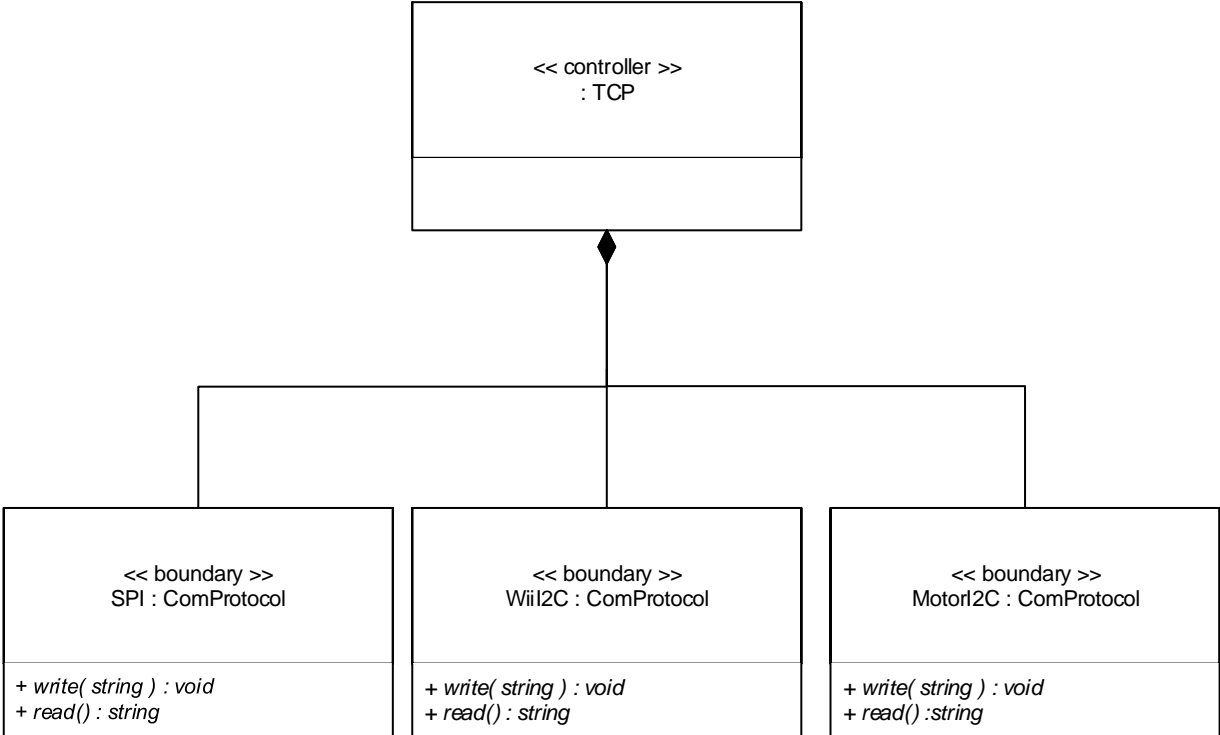 << controller >>
: TCP
<< boundary >>
SPI : ComProtocol
+ write( string ) : void
+ read() : string
<< boundary >>
WiiI2C : ComProtocol
+ write( string ) : void
+ read() : string
<< boundary >>
MotorI2C : ComProtocol
+ write( string ) : void
+ read() :string